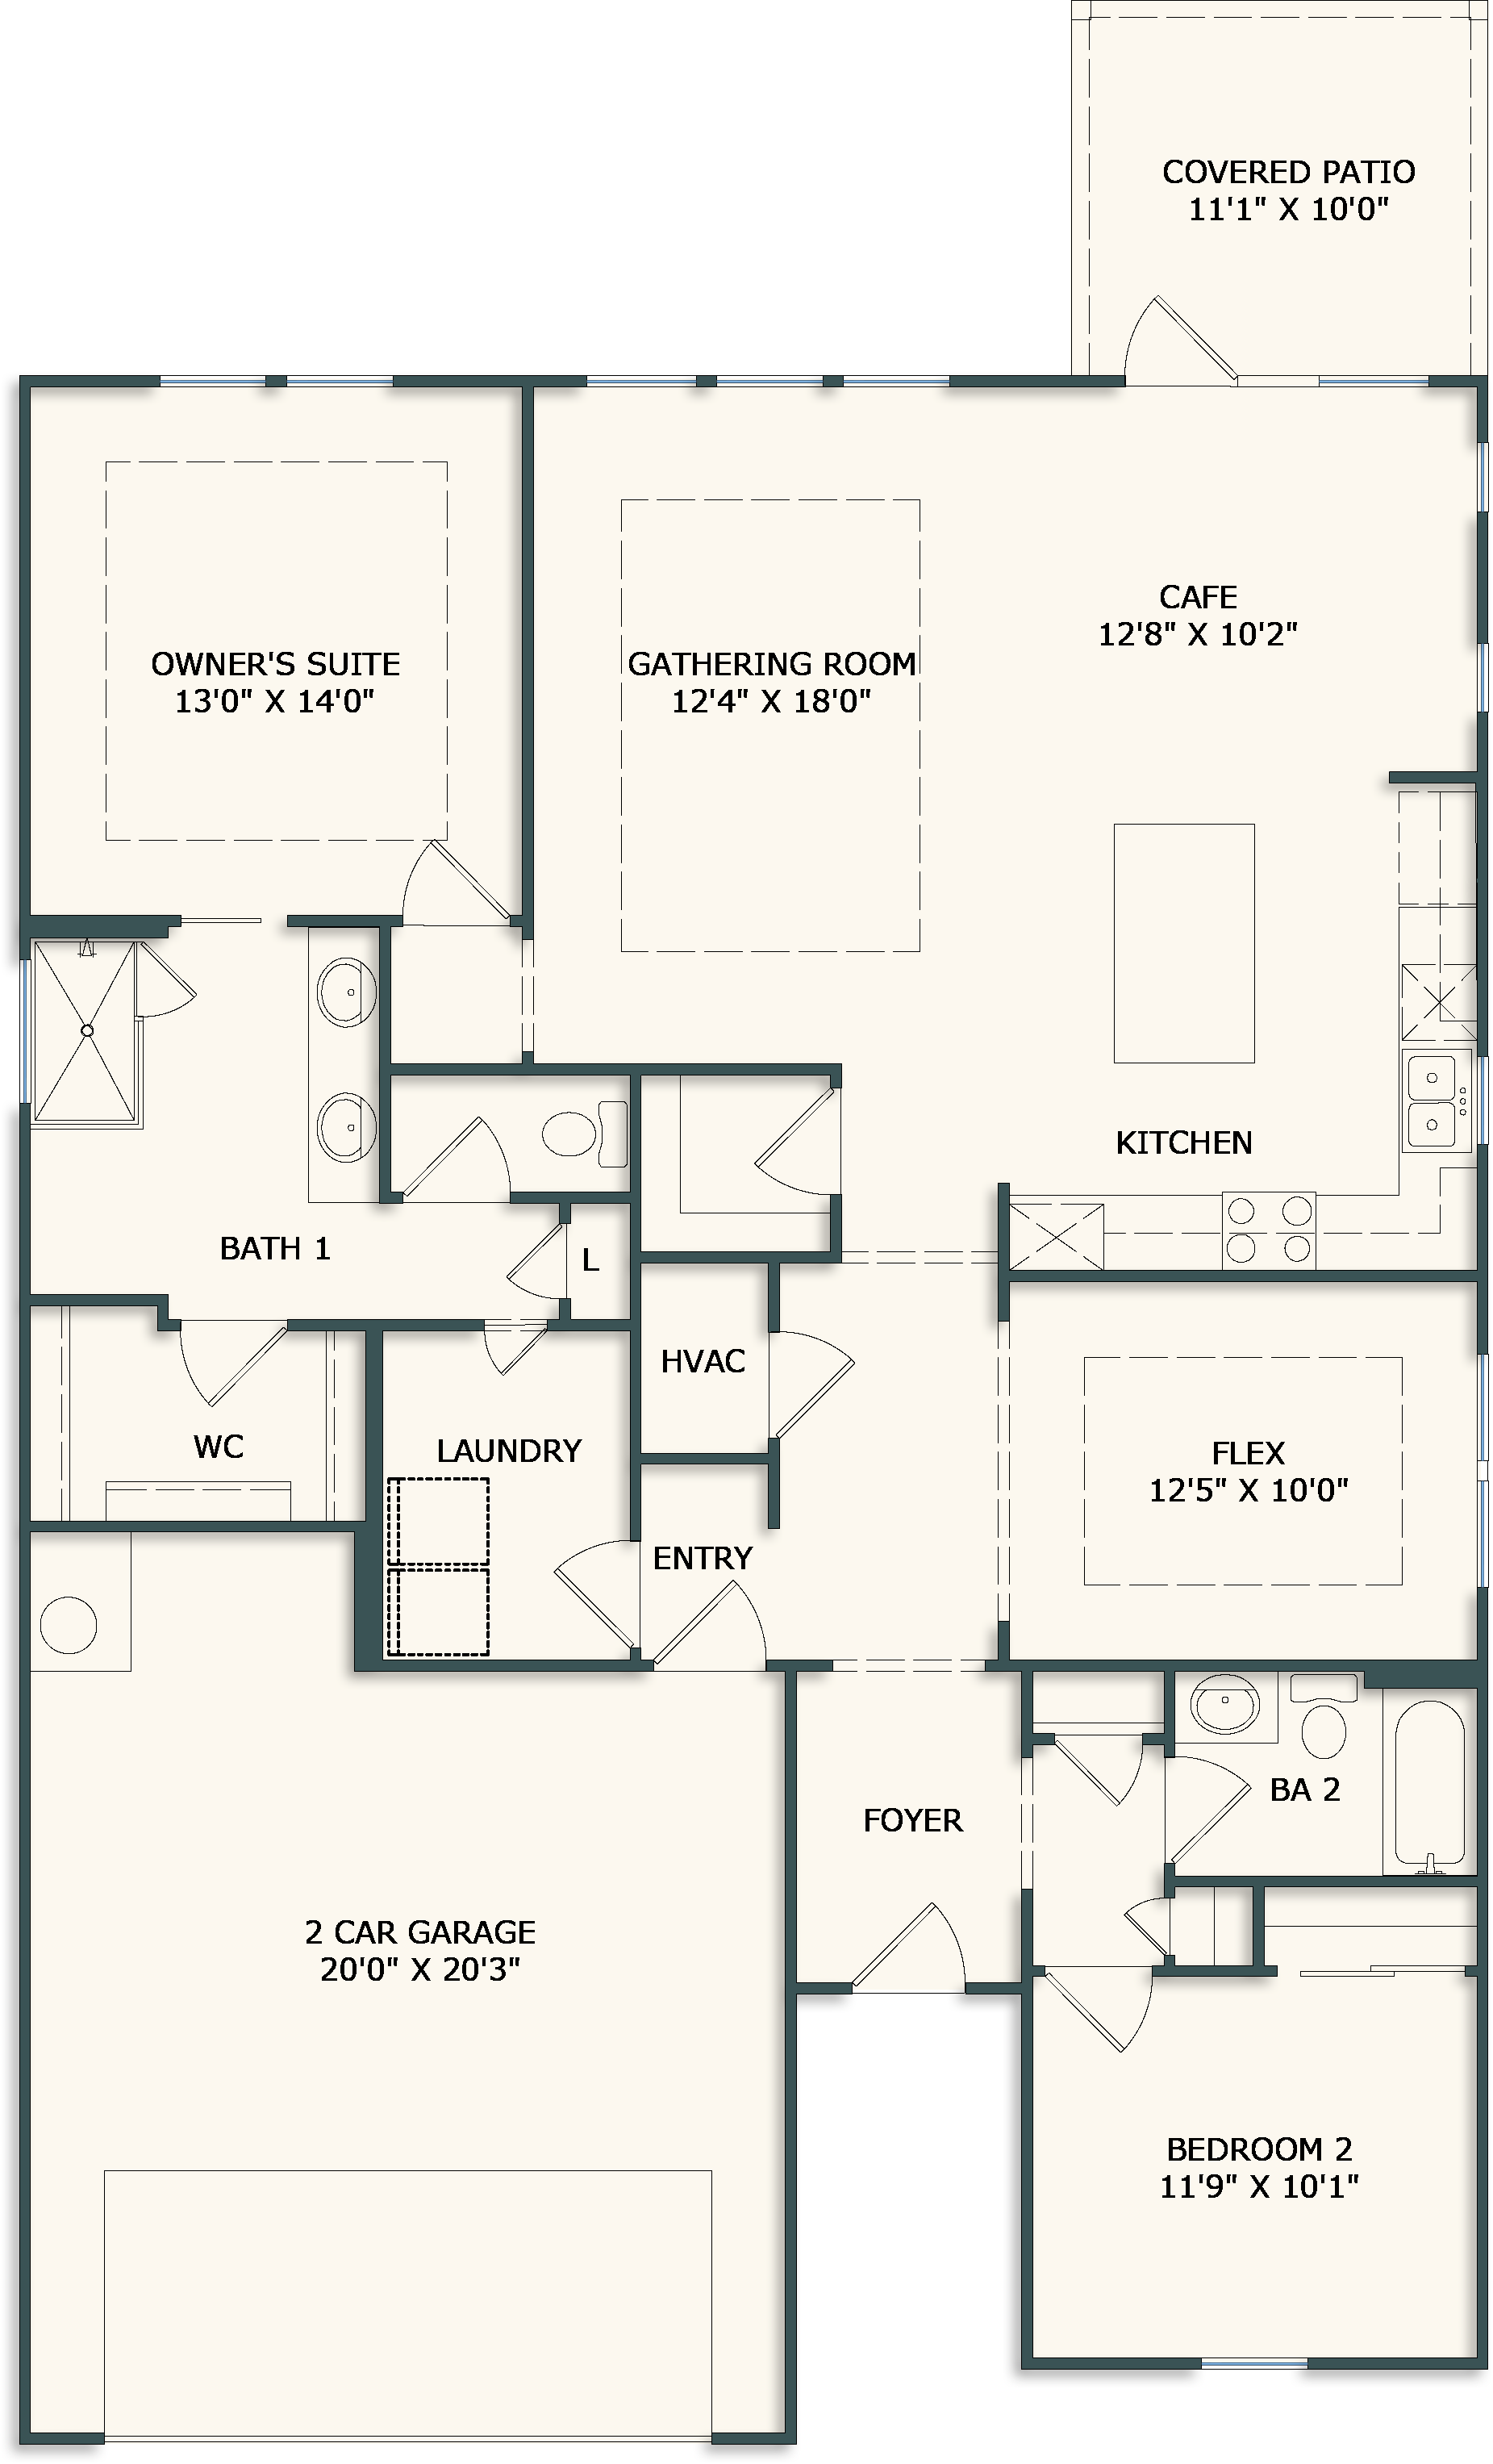 COVERED PATIO
11'1" X 10'0"
CAFE
12'8" X 10'2"
OWNER'S SUITE
13'0" X 14'0"
GATHERING ROOM
12'4" X 18'0"
KITCHEN
BATH 1
L
HVAC
WC
LAUNDRY
FLEX
12'5" X 10'0"
ENTRY
BA 2
FOYER
2 CAR GARAGE
20'0" X 20'3"
BEDROOM 2
11'9" X 10'1"